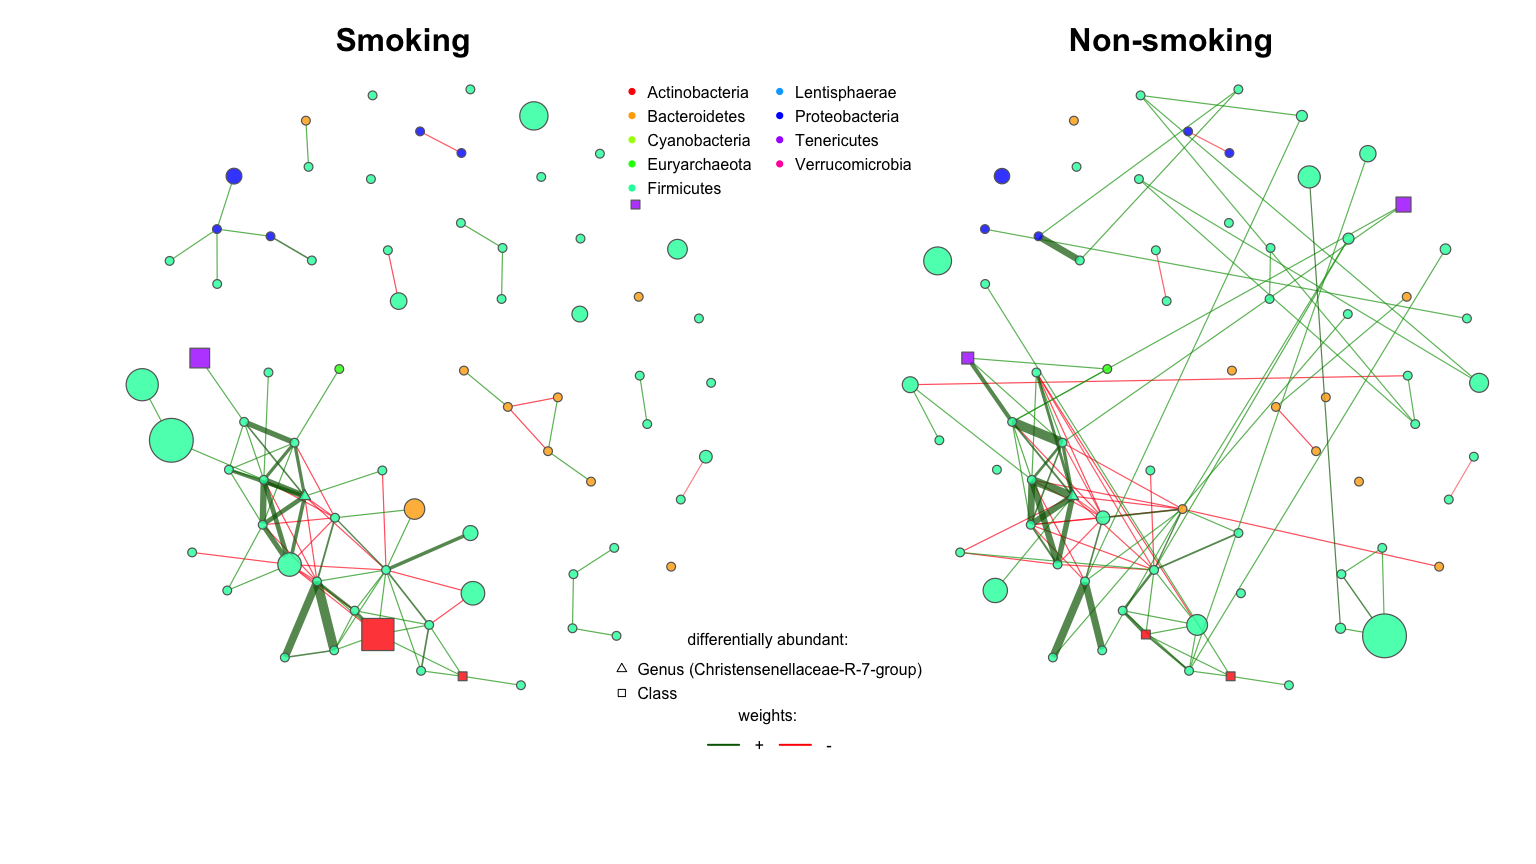 Smoking
Non-smoking
Actinobacteria
Bacteroidetes
Cyanobacteria
Euryarchaeota
Firmicutes
Lentisphaerae
Proteobacteria
Tenericutes
Verrucomicrobia
differentially abundant:
Genus (Christensenellaceae-R-7-group)
Class
weights:
+ -